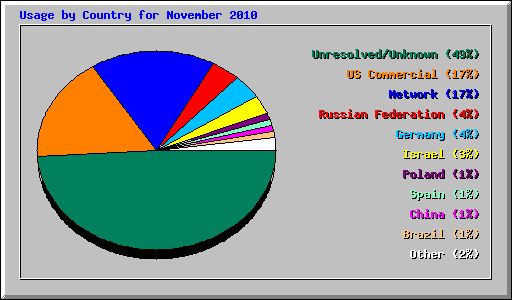 Usage by Country for November 2010
Unresolved/Unknown (49%)
US Commercial (17%)
Network (17%)
Russian Federation (4%)
Germany (4%)
Israel (3%)
Poland (1%)
Spain (1%)
China (1%)
Brazil (1%)
Other (2%)